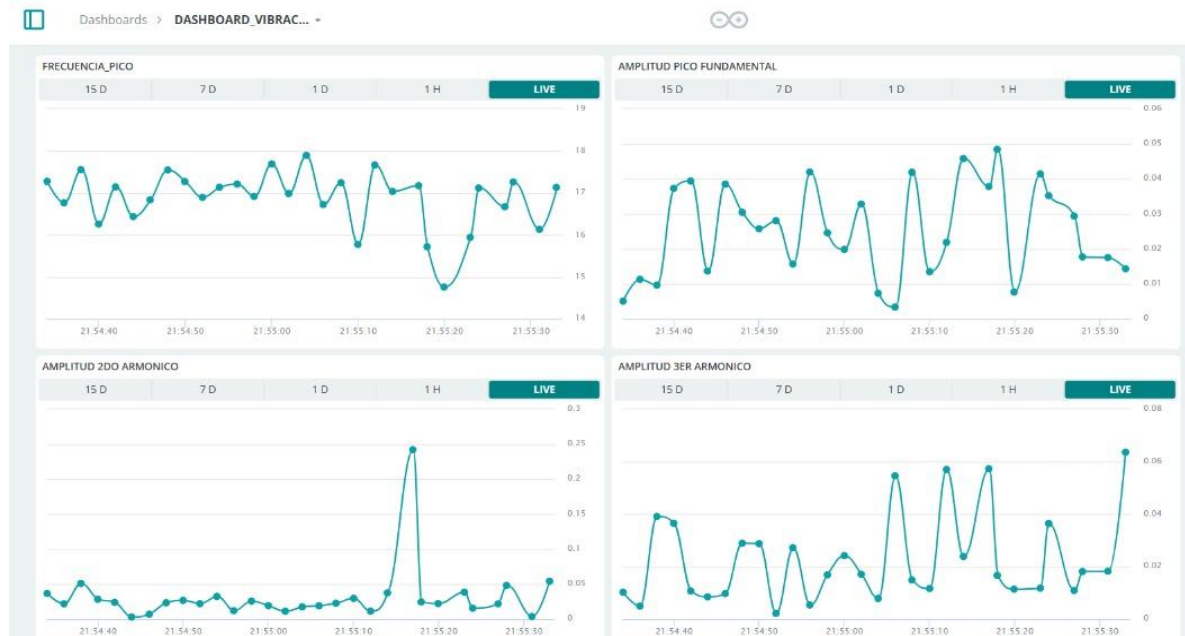 Dashboards > DASHBOARD_VIBRAC...
FRECUENCIA_PICO
15 D 7 D 1 D 1 H LIVE
19
18
17
16
15
14
21:54:40 21:54:50 21:55:00 21:55:10 21:55:20 21:55:30
AMPLITUD PICO FUNDAMENTAL
15 D 7 D 1 D 1 H LIVE
0.06
0.05
0.04
0.03
0.02
0.01
0
21:54:40 21:54:50 21:55:00 21:55:10 21:55:20 21:55:30
AMPLITUD 2DO ARMONICO
15 D 7 D 1 D 1 H LIVE
0.3
0.25
0.2
0.15
0.1
0.05
0
21:54:40 21:54:50 21:55:00 21:55:10 21:55:20 21:55:30
AMPLITUD 3ER ARMONICO
15 D 7 D 1 D 1 H LIVE
0.08
0.06
0.04
0.02
0
21:54:40 21:54:50 21:55:00 21:55:10 21:55:20 21:55:30